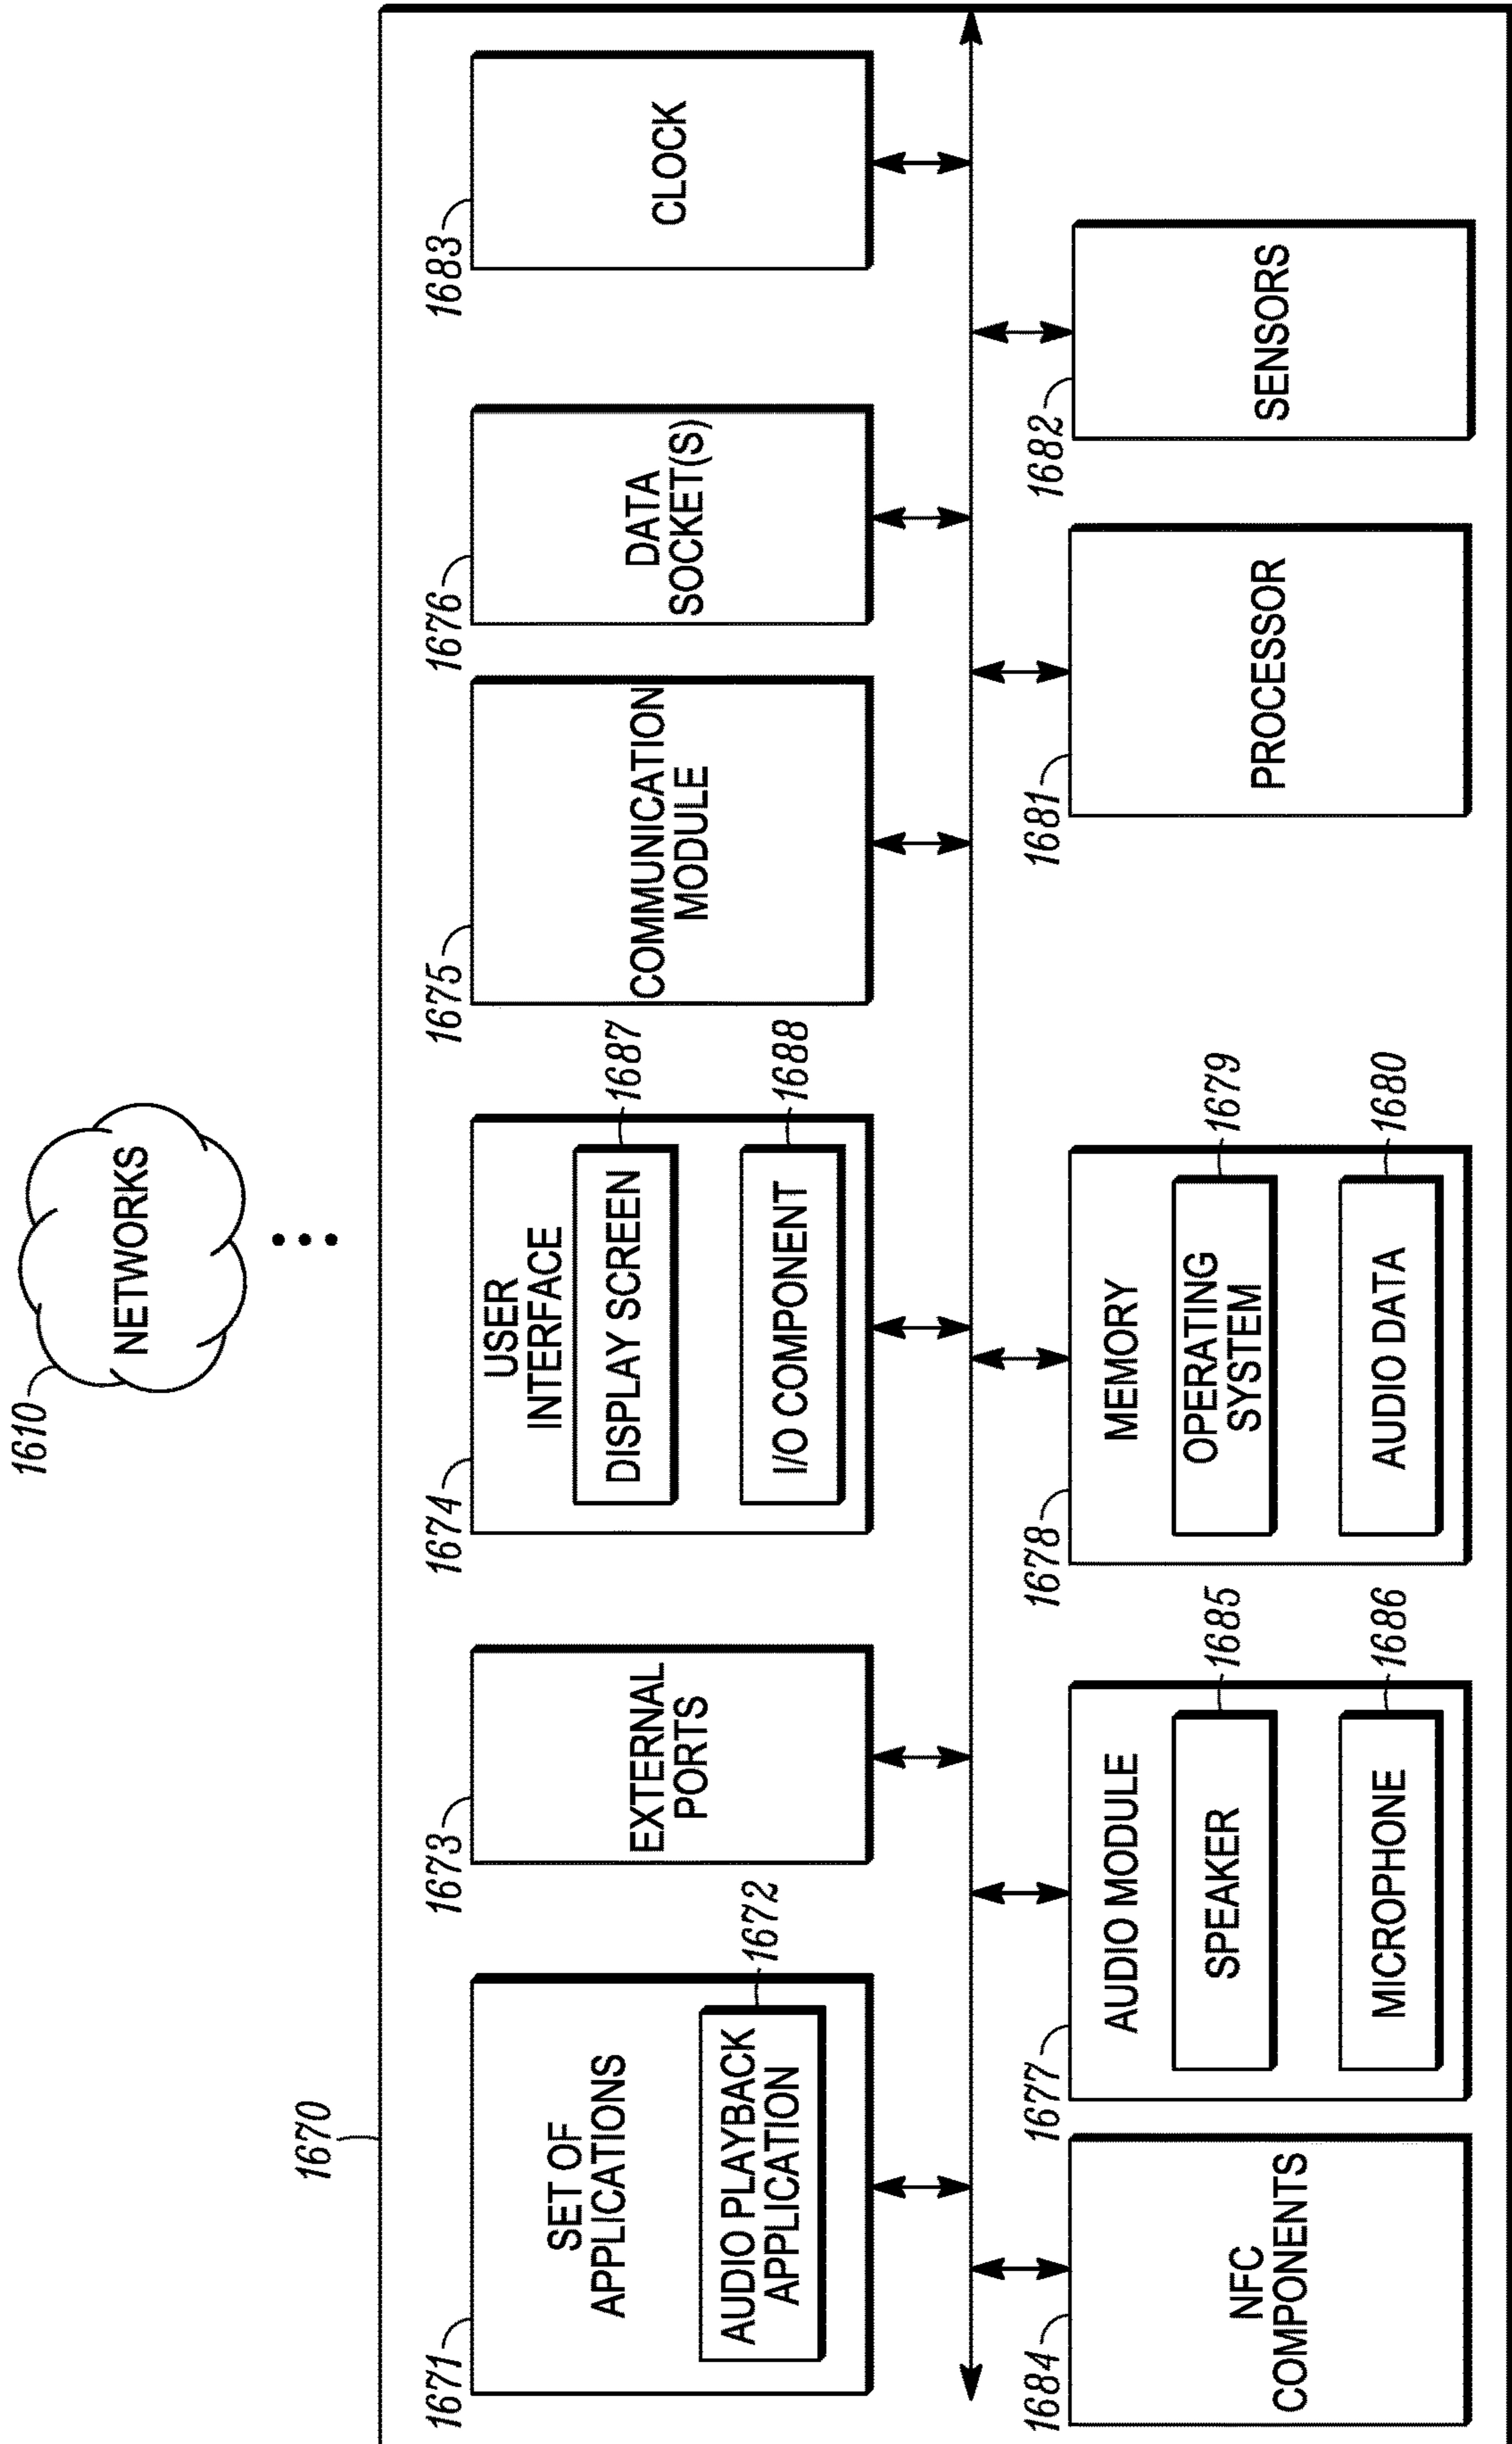 1610
NETWORKS
1670
1671
SET OF
APPLICATIONS
AUDIO PLAYBACK
APPLICATION
1672
1673
EXTERNAL
PORTS
1674
USER
INTERFACE
DISPLAY SCREEN
1687
I/O COMPONENT
1688
1675
COMMUNICATION
MODULE
1676
DATA
SOCKET(S)
1683
CLOCK
1684
NFC
COMPONENTS
1677
AUDIO MODULE
SPEAKER
1685
MICROPHONE
1686
1678
MEMORY
OPERATING
SYSTEM
1679
AUDIO DATA
1680
1681
PROCESSOR
1682
SENSORS